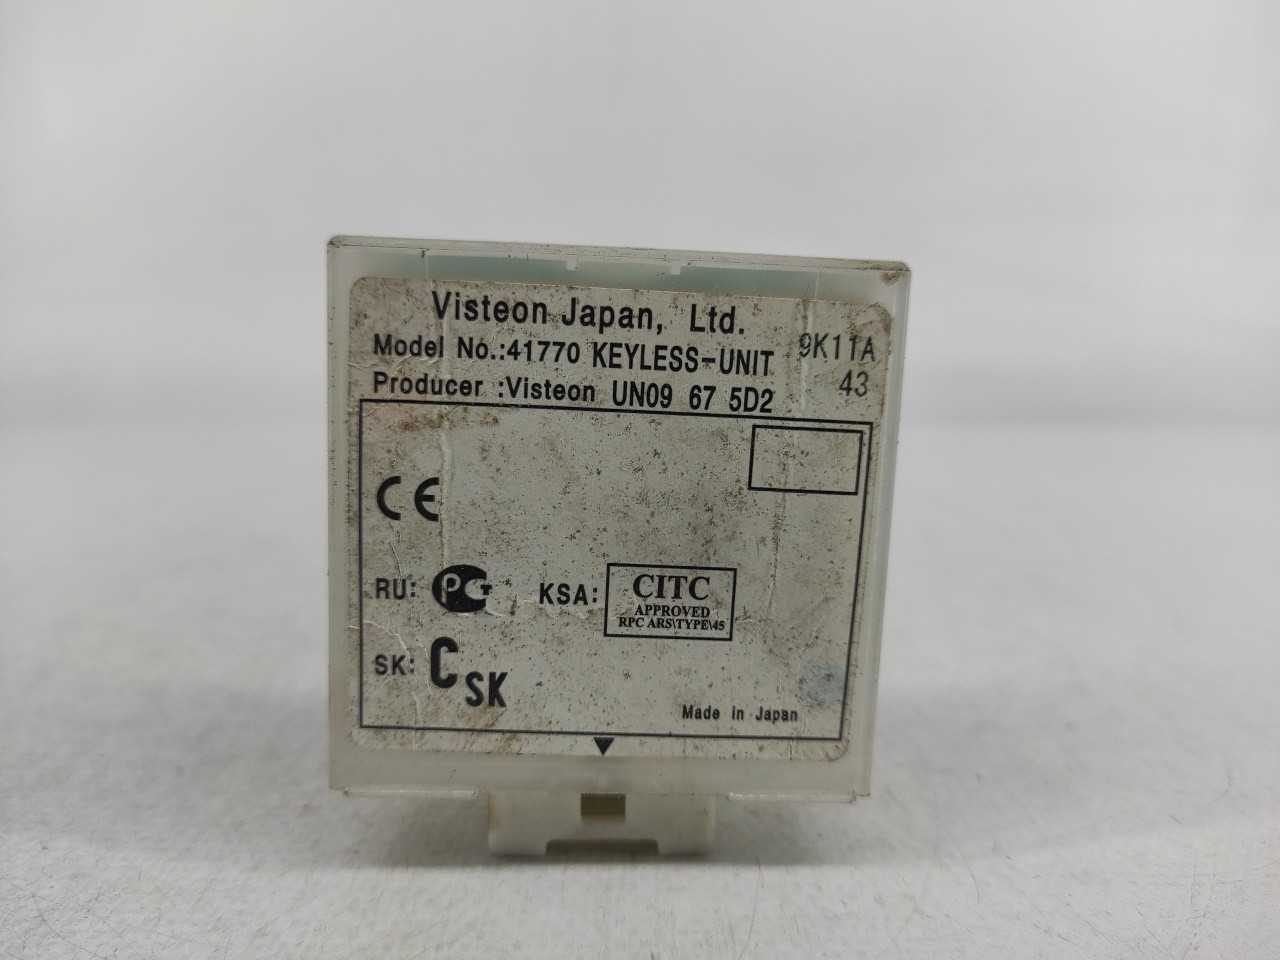 Visteon Japan, Ltd.
Model No.:41770 KEYLESS-UNIT 9K11A
Producer :Visteon UN09 67 5D2 43
CE
RU: PCT KSA: CITC
APPROVED
RPC ARS\TYPE\45
SK: CSK
Made in Japan